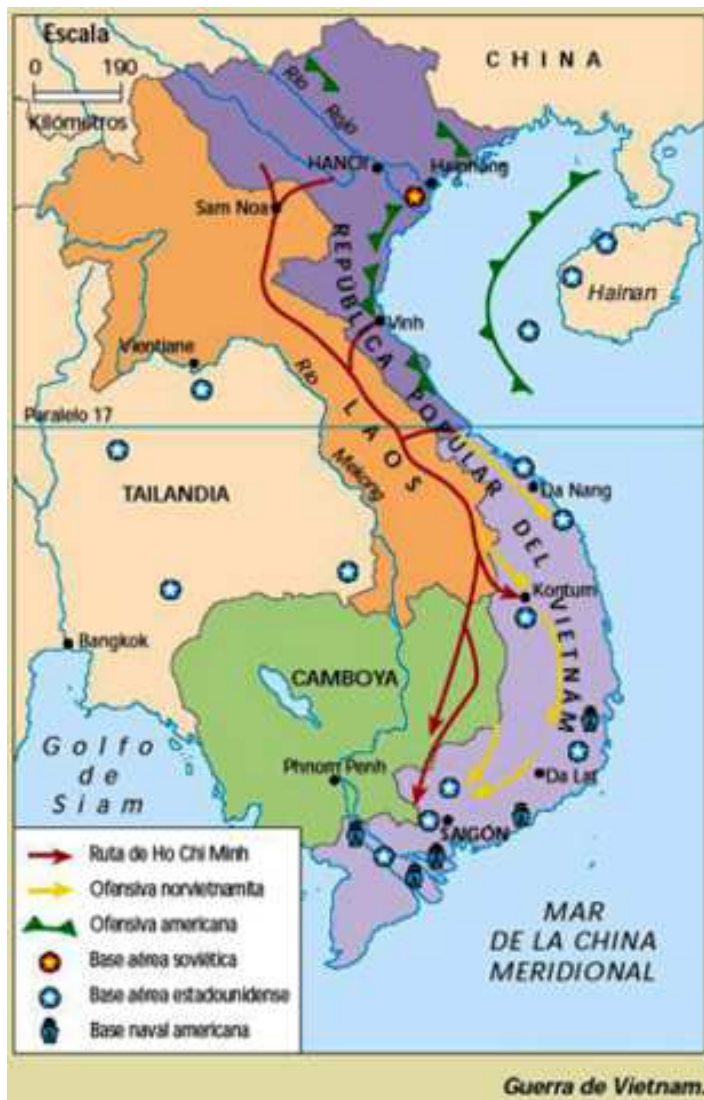 Escala
0 190
Kilómetros
CHINA
Río Rojo
HANOI
Haiphong
Sam Noa
Hainan
REPÚBLICA POPULAR DEL VIETNAM
Vinh
Vientiane
Río Mekong
LAOS
Paralelo 17
TAILANDIA
Da Nang
Kontum
Bangkok
CAMBOYA
Golfo
de
Siam
Phnom Penh
Da Lat
SAIGÓN
Ruta de Ho Chi Minh
Ofensiva norvietnamita
Ofensiva americana
Base aérea soviética
Base aérea estadounidense
Base naval americana
MAR
DE LA CHINA
MERIDIONAL
Guerra de Vietnam.